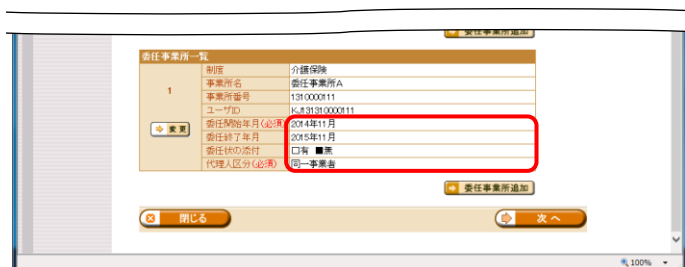 委任事業所追加
委任事業所一覧
1
変更
制度 介護保険
事業所名 委任事業所A
事業所番号 1310000111
ユーザID KJ131310000111
委任開始年月(必須) 2014年11月
委任終了年月 2015年11月
委任状の添付 □有 ■無
代理人区分(必須) 同一事業者
委任事業所追加
閉じる 次へ
100%